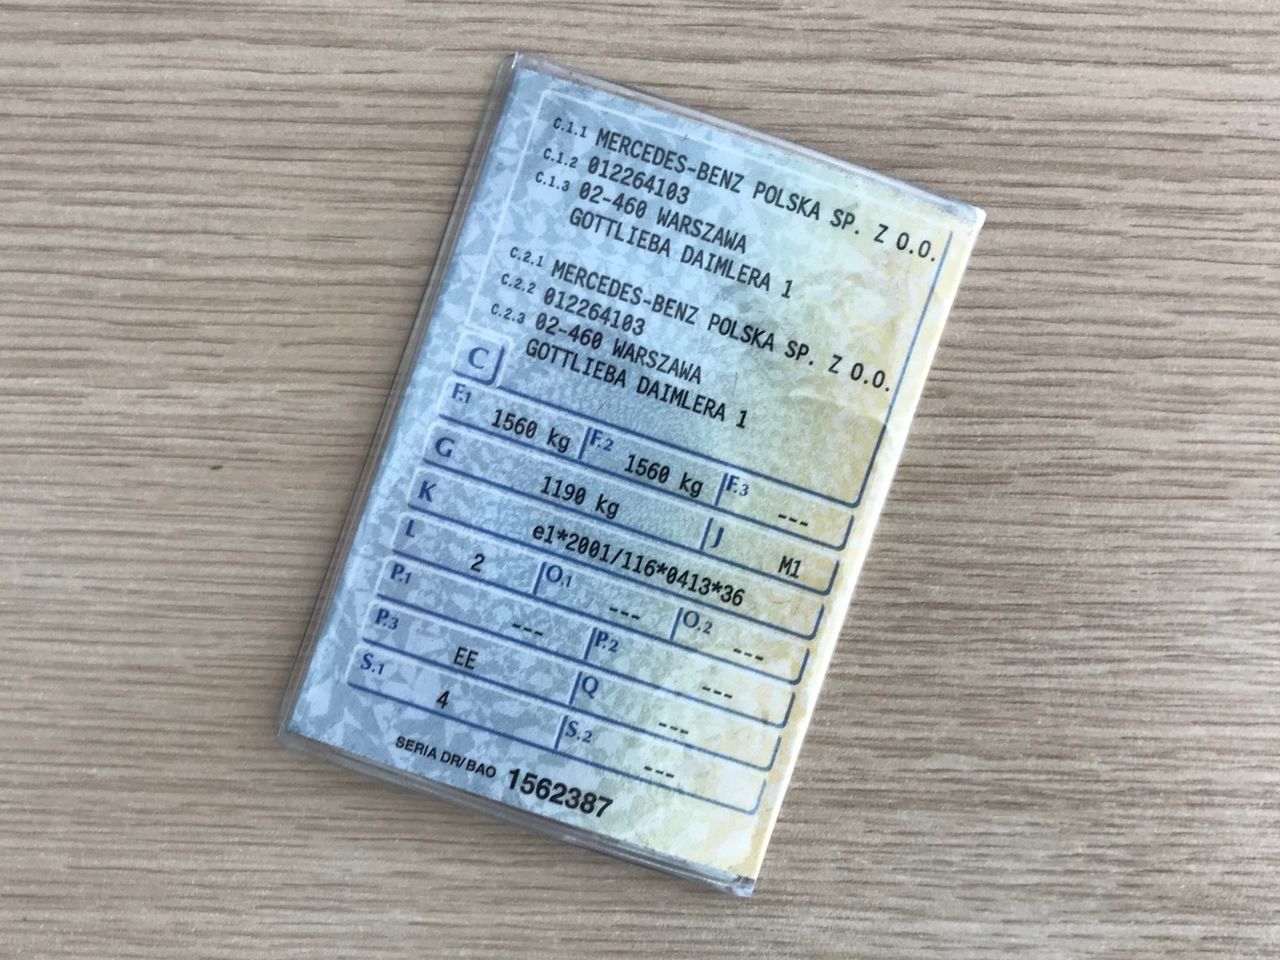 C.1.1 MERCEDES-BENZ POLSKA SP. Z O.O.
C.1.2 012264103
C.1.3 02-460 WARSZAWA
GOTTLIEBA DAIMLERA 1
C.2.1 MERCEDES-BENZ POLSKA SP. Z O.O.
C.2.2 012264103
C.2.3 02-460 WARSZAWA
GOTTLIEBA DAIMLERA 1
C
F.1 1560 kg F.2 1560 kg F.3 ---
G 1190 kg J M1
K e1*2001/116*0413*36
L 2 O.1 --- O.2 ---
P.1 --- P.2 ---
P.3 EE Q ---
S.1 4 S.2 ---
SERIA DR/BAO 1562387